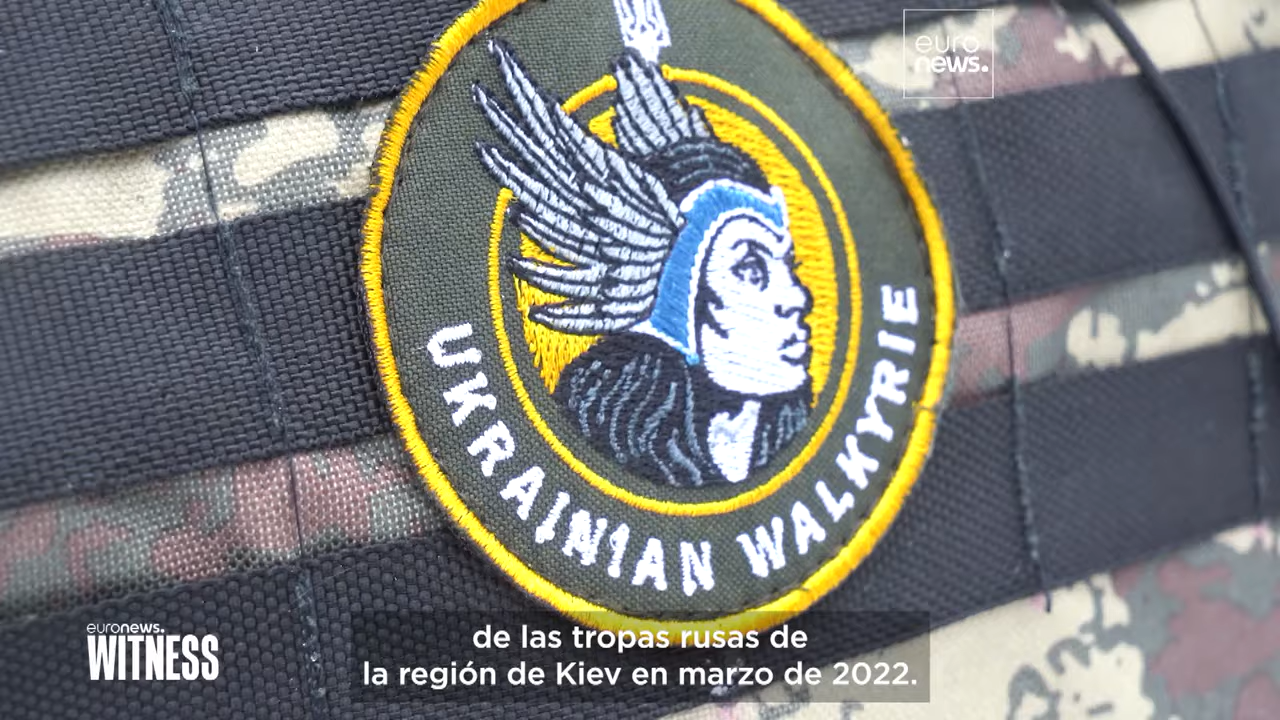 euro
news.
UKRAINIAN WALKYRIE
euronews.
WITNESS
de las tropas rusas de
la región de Kiev en marzo de 2022.